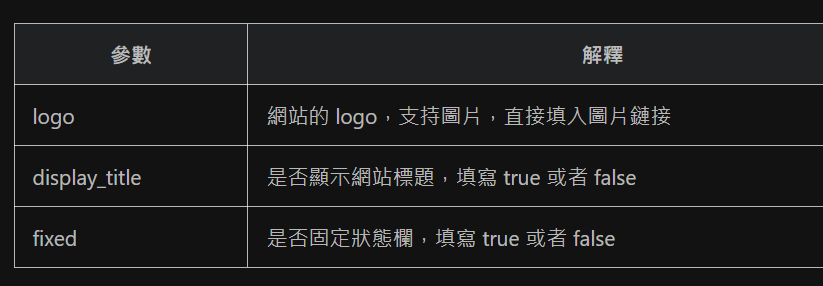 參數 解釋
logo 網站的 logo，支持圖片，直接填入圖片鏈接
display_title 是否顯示網站標題，填寫 true 或者 false
fixed 是否固定狀態欄，填寫 true 或者 false